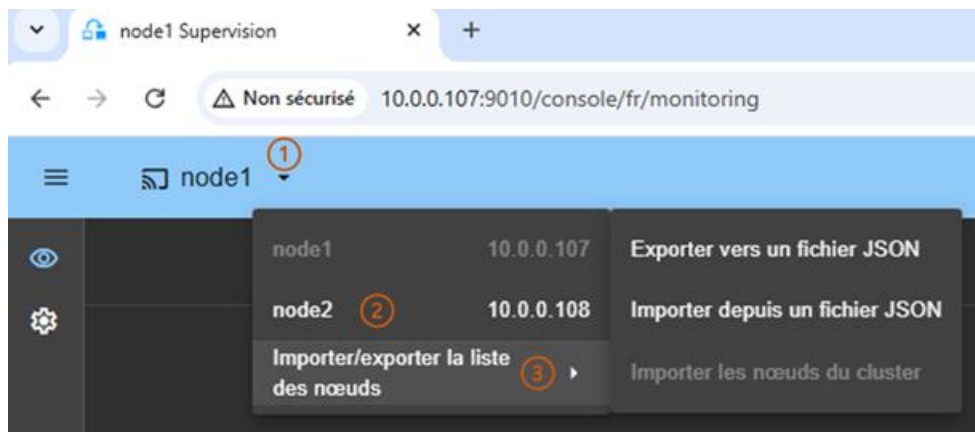 node1 Supervision
Non sécurisé 10.0.0.107:9010/console/fr/monitoring
node1 1
node1 10.0.0.107 Exporter vers un fichier JSON
node2 2 10.0.0.108 Importer depuis un fichier JSON
Importer/exporter la liste
des nœuds 3 Importer les nœuds du cluster